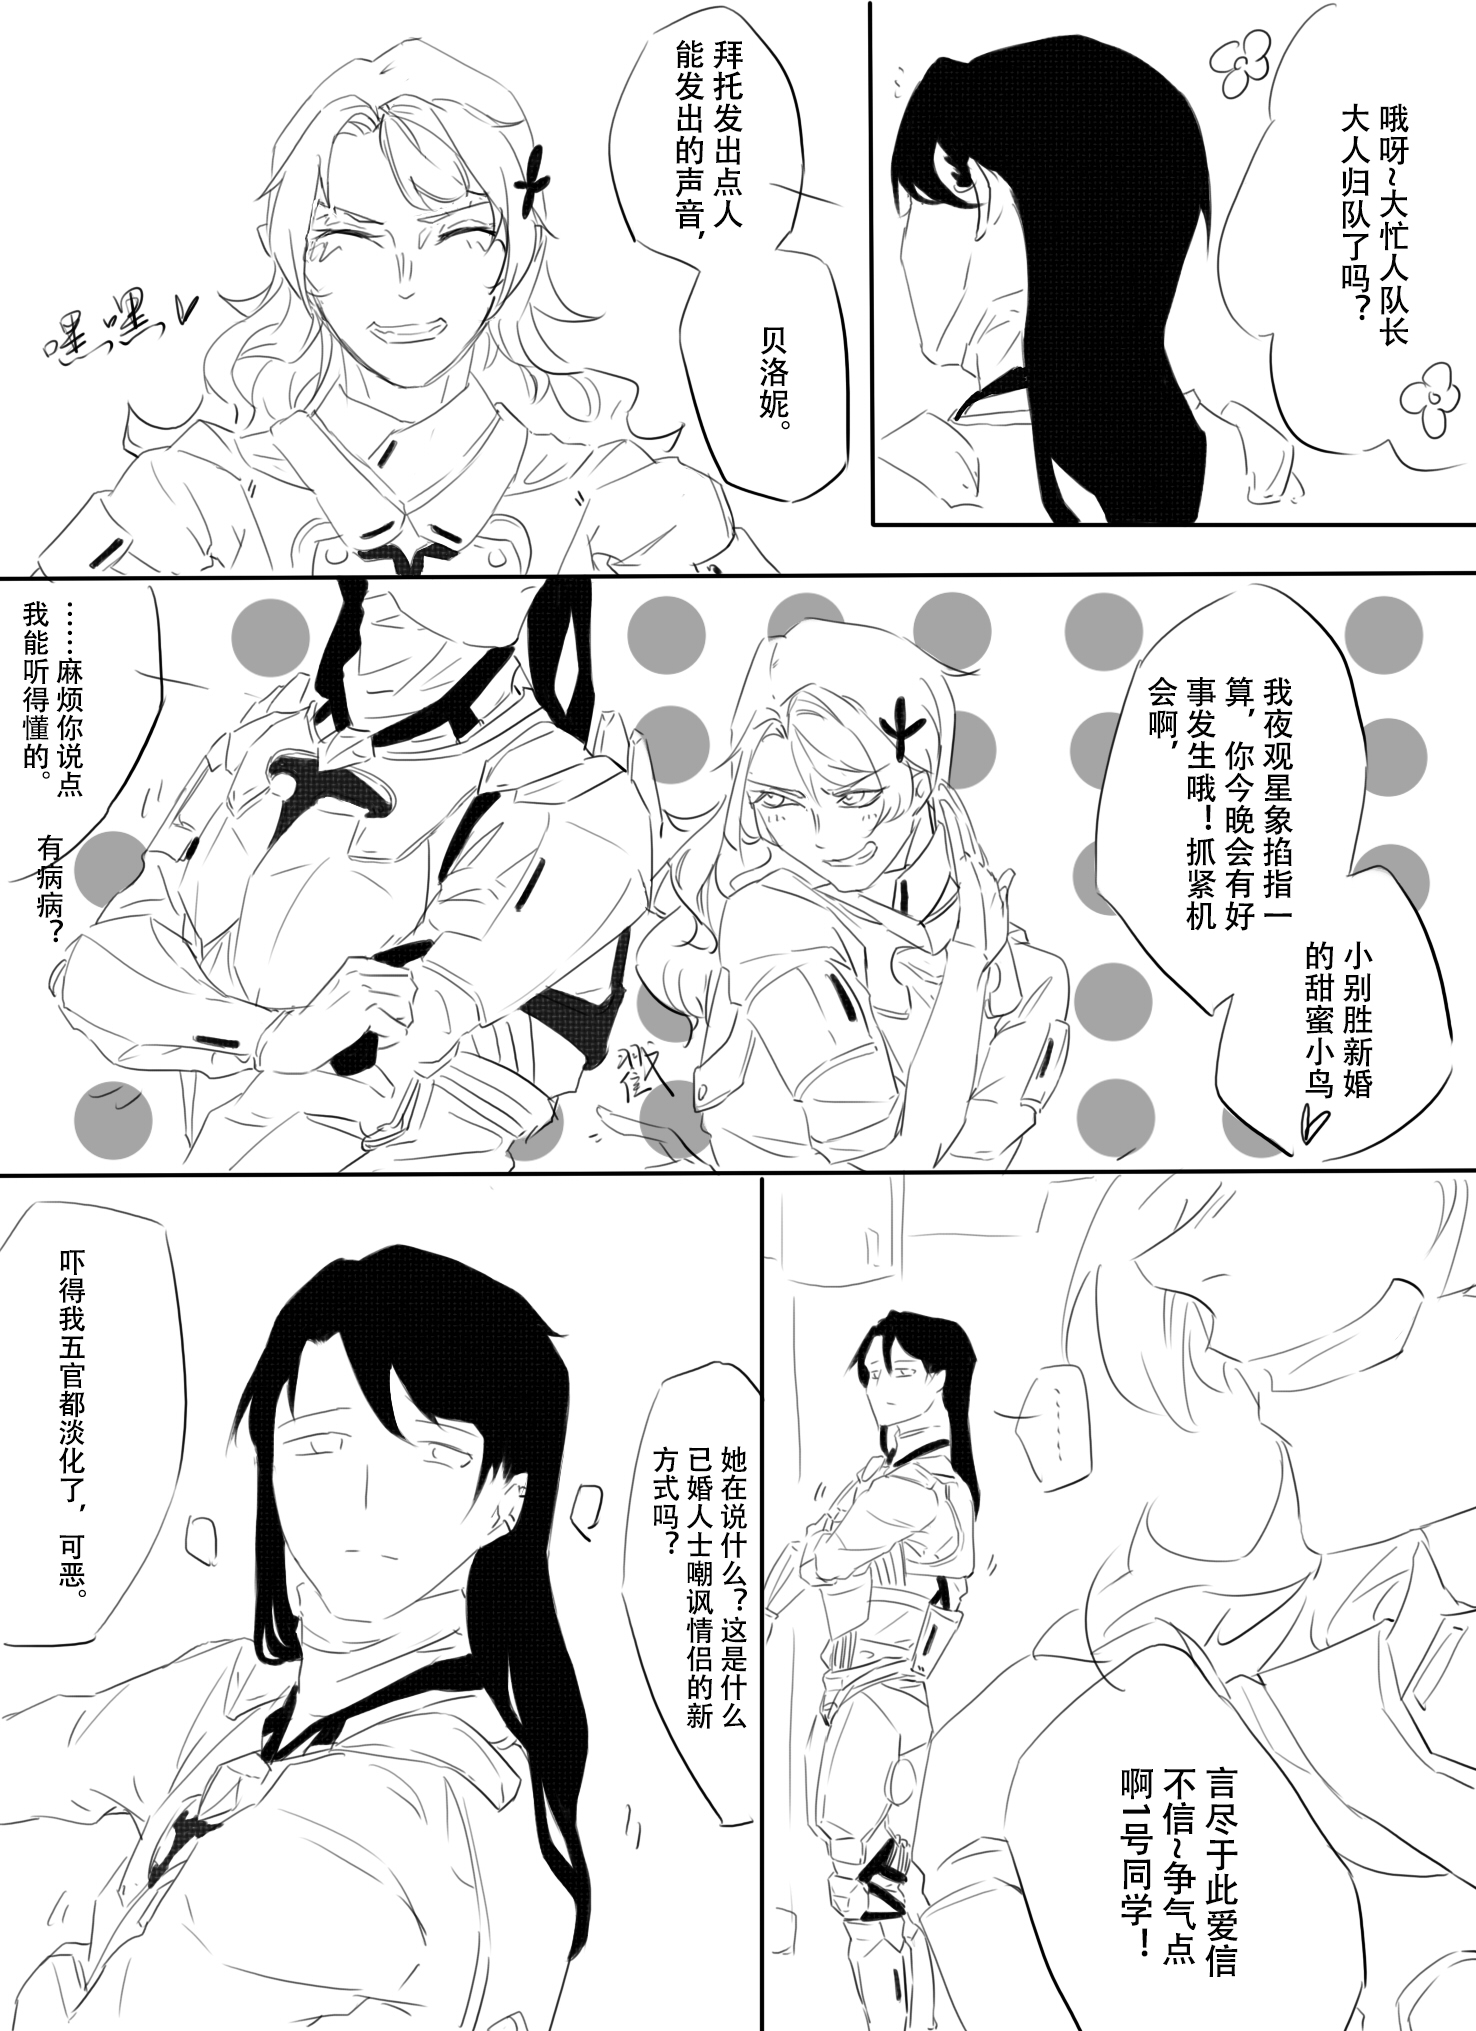 哦呀~大忙人队长
大人归队了吗？
拜托发出点人
能发出的声音，
贝洛妮。
嘿嘿♥
我夜观星象掐指一
算，你今晚会有好
事发生哦！抓紧机
会啊，
小别胜新婚
的甜蜜小鸟
♡
戳
……麻烦你说点
我能听得懂的。
有病病？
……
言尽于此爱信
不信~争气点
啊1号同学！
她在说什么？这是什么
已婚人士嘲讽情侣的新
方式吗？
吓得我五官都淡化了，可恶。